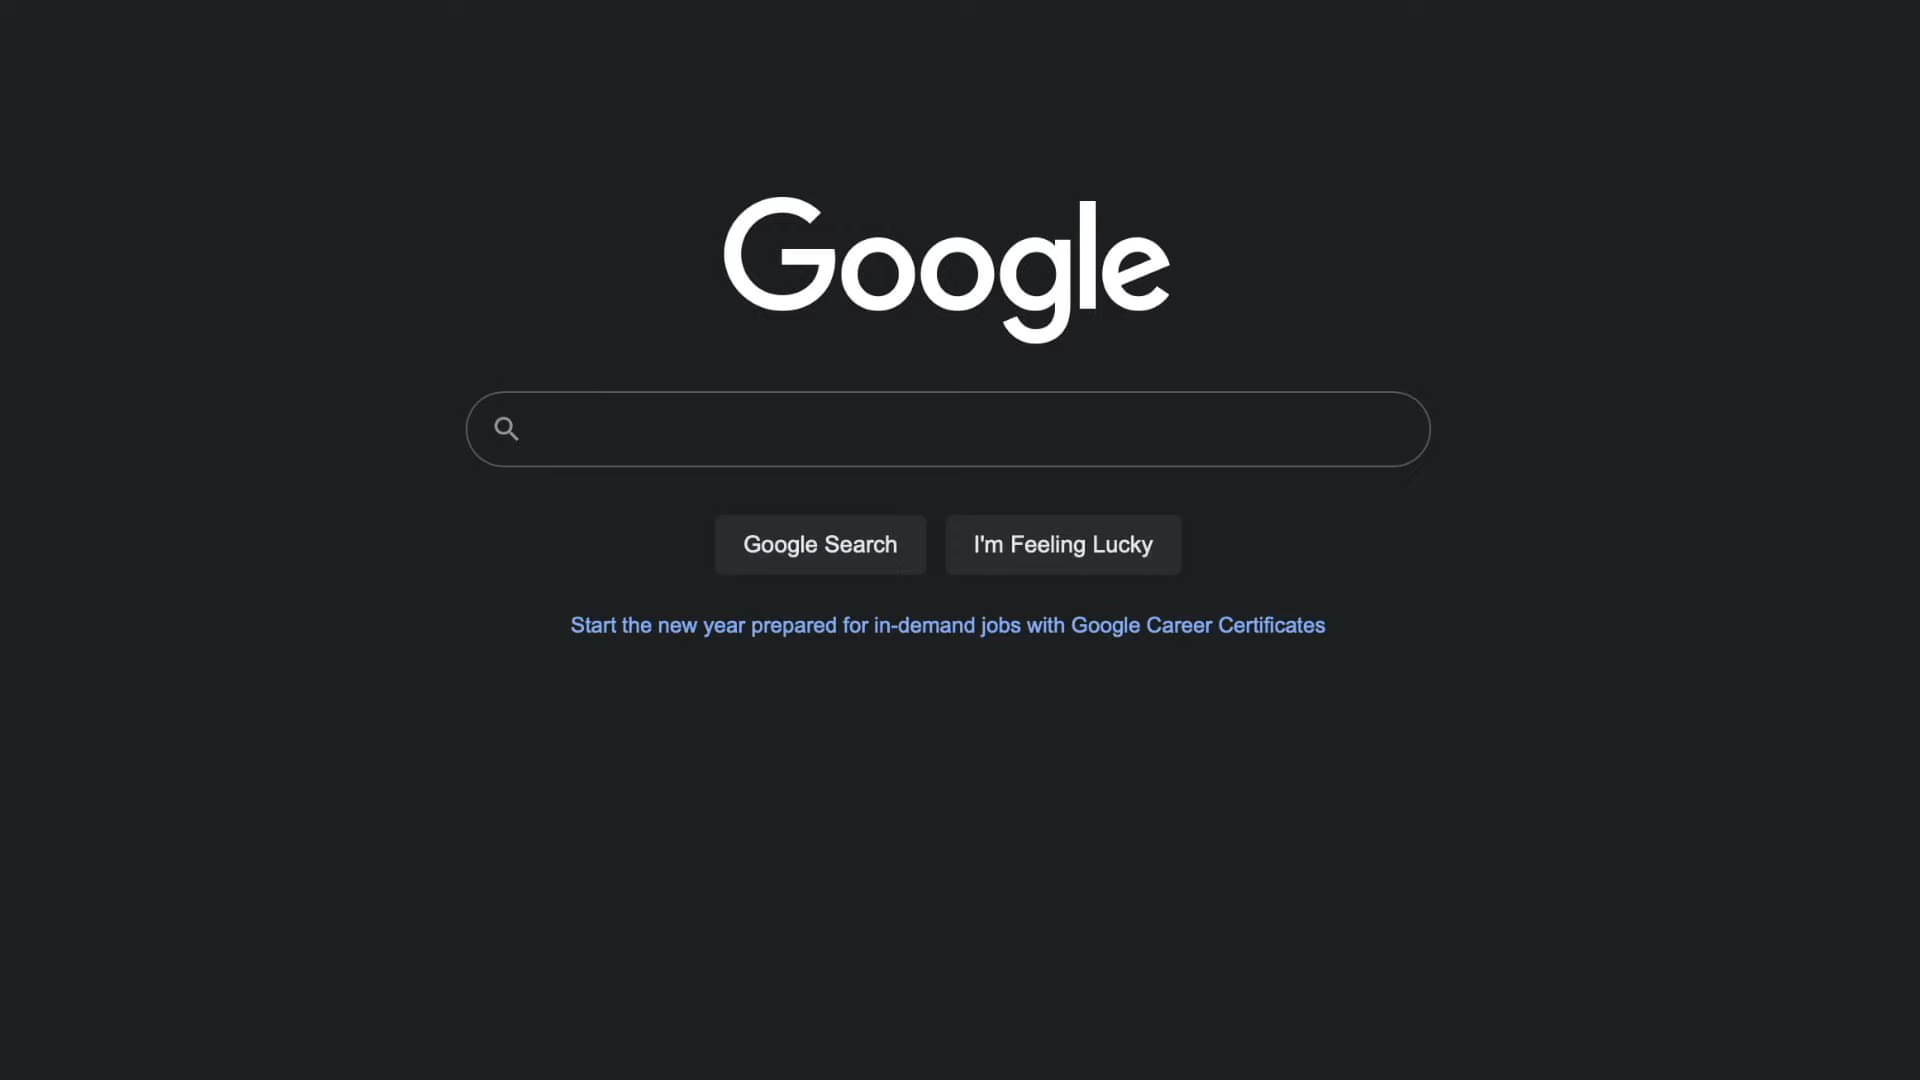 Google
Google Search
I'm Feeling Lucky
Start the new year prepared for in-demand jobs with Google Career Certificates